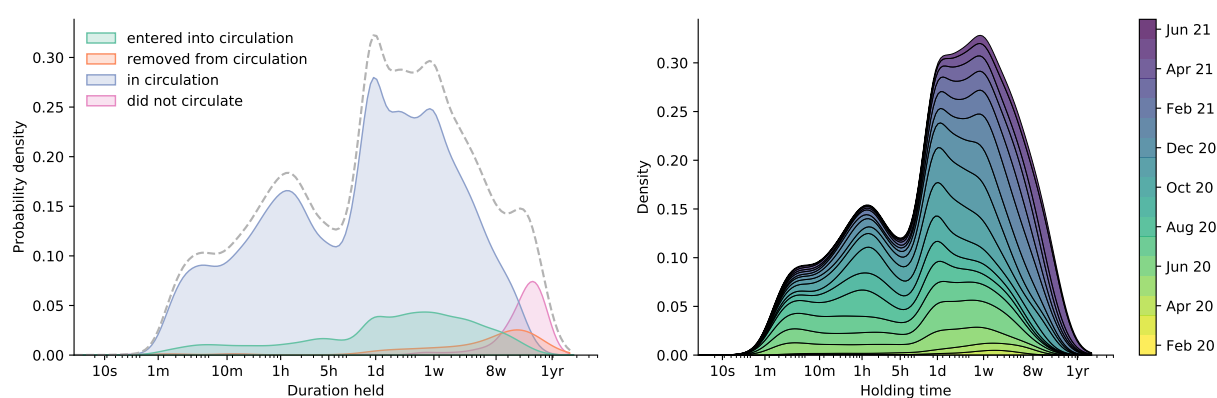 entered into circulation
removed from circulation
in circulation
did not circulate
Probability density
0.30
0.25
0.20
0.15
0.10
0.05
0.00
10s 1m 10m 1h 5h 1d 1w 8w 1yr
Duration held
Density
0.30
0.25
0.20
0.15
0.10
0.05
0.00
10s 1m 10m 1h 5h 1d 1w 8w 1yr
Holding time
Jun 21
Apr 21
Feb 21
Dec 20
Oct 20
Aug 20
Jun 20
Apr 20
Feb 20